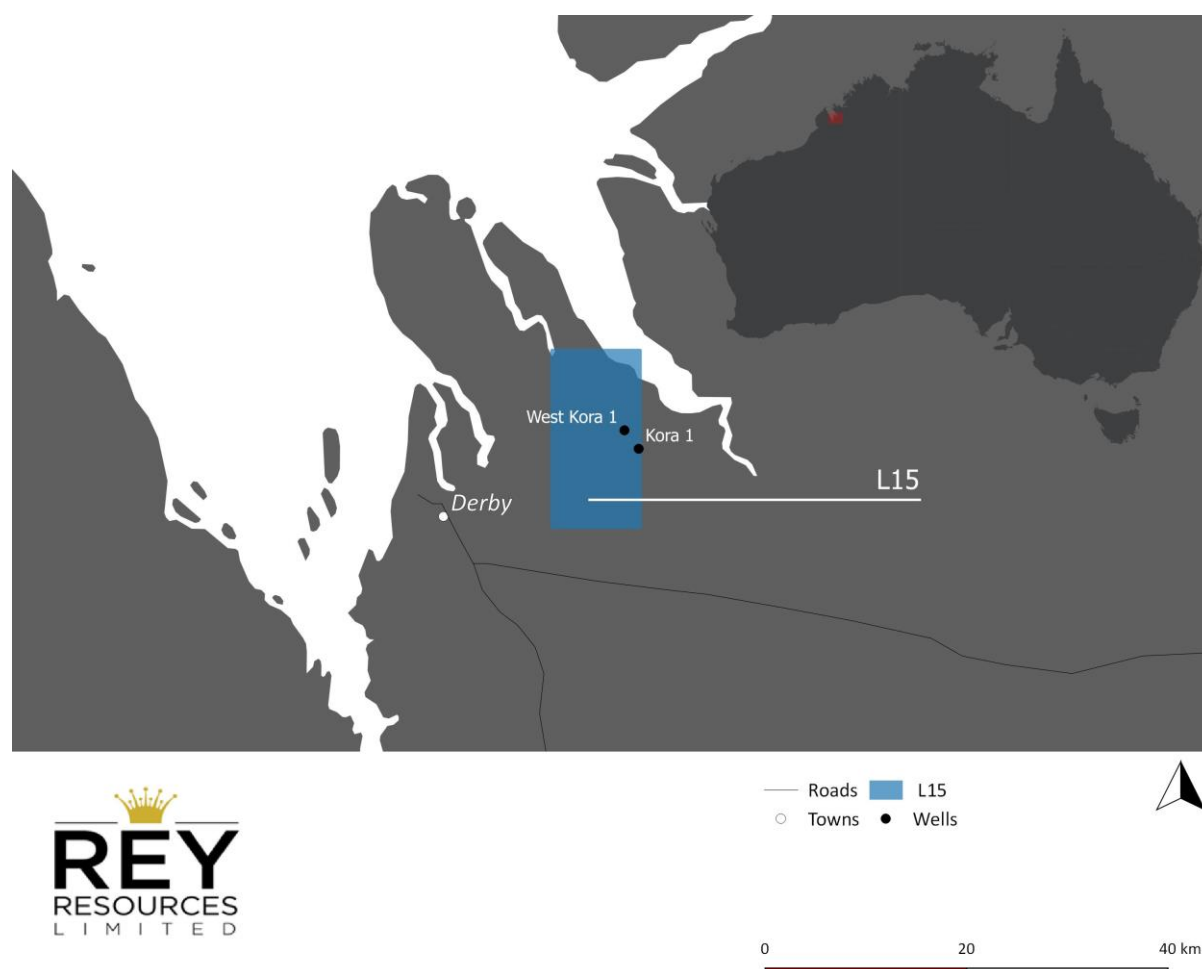 West Kora 1
Kora 1
L15
Derby
Roads L15
Towns Wells
REY
RESOURCES
LIMITED
0 20 40 km